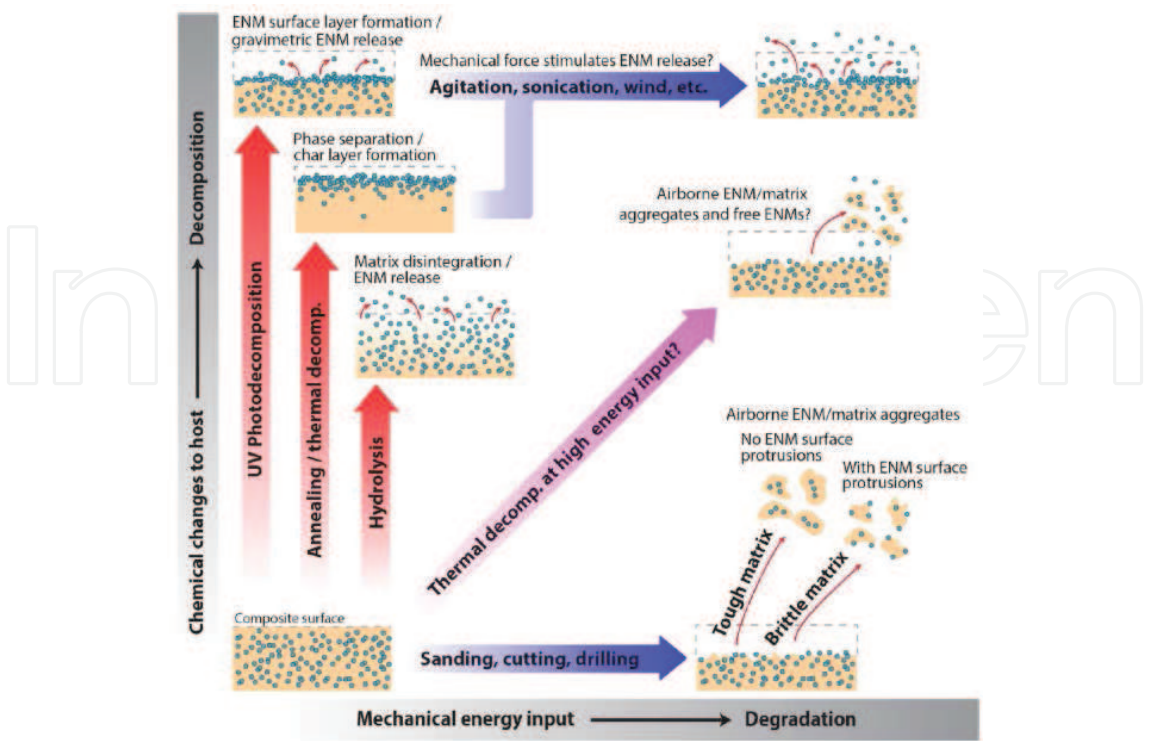 ENM surface layer formation /
gravimetric ENM release
Mechanical force stimulates ENM release?
Agitation, sonication, wind, etc.
Phase separation /
char layer formation
Airborne ENM/matrix
aggregates and free ENMs?
Matrix disintegration /
ENM release
Chemical changes to host
Decomposition
UV Photodecomposition
Annealing / thermal decomp.
Hydrolysis
Thermal decomp. at high energy input?
Airborne ENM/matrix aggregates
No ENM surface
protrusions
With ENM surface
protrusions
Tough matrix
Brittle matrix
Composite surface
Sanding, cutting, drilling
Mechanical energy input
Degradation
In
en